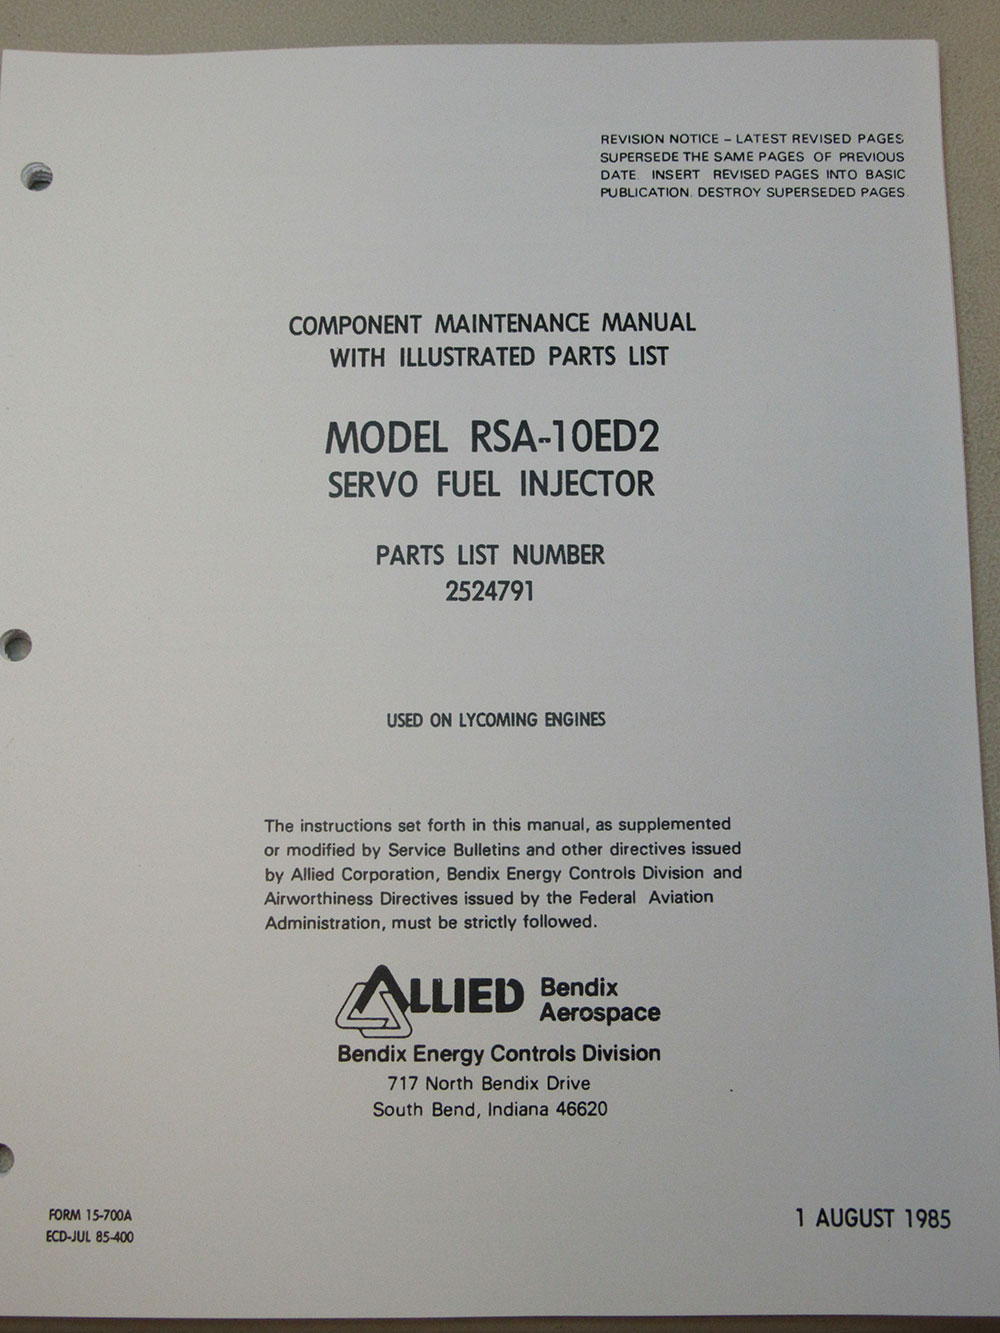 REVISION NOTICE – LATEST REVISED PAGES
SUPERSEDE THE SAME PAGES OF PREVIOUS
DATE. INSERT REVISED PAGES INTO BASIC
PUBLICATION. DESTROY SUPERSEDED PAGES.
COMPONENT MAINTENANCE MANUAL
WITH ILLUSTRATED PARTS LIST
MODEL RSA-10ED2
SERVO FUEL INJECTOR
PARTS LIST NUMBER
2524791
USED ON LYCOMING ENGINES
The instructions set forth in this manual, as supplemented
or modified by Service Bulletins and other directives issued
by Allied Corporation, Bendix Energy Controls Division and
Airworthiness Directives issued by the Federal Aviation
Administration, must be strictly followed.
ALLIED Bendix
Aerospace
Bendix Energy Controls Division
717 North Bendix Drive
South Bend, Indiana 46620
FORM 15-700A
ECD-JUL 85-400
1 AUGUST 1985